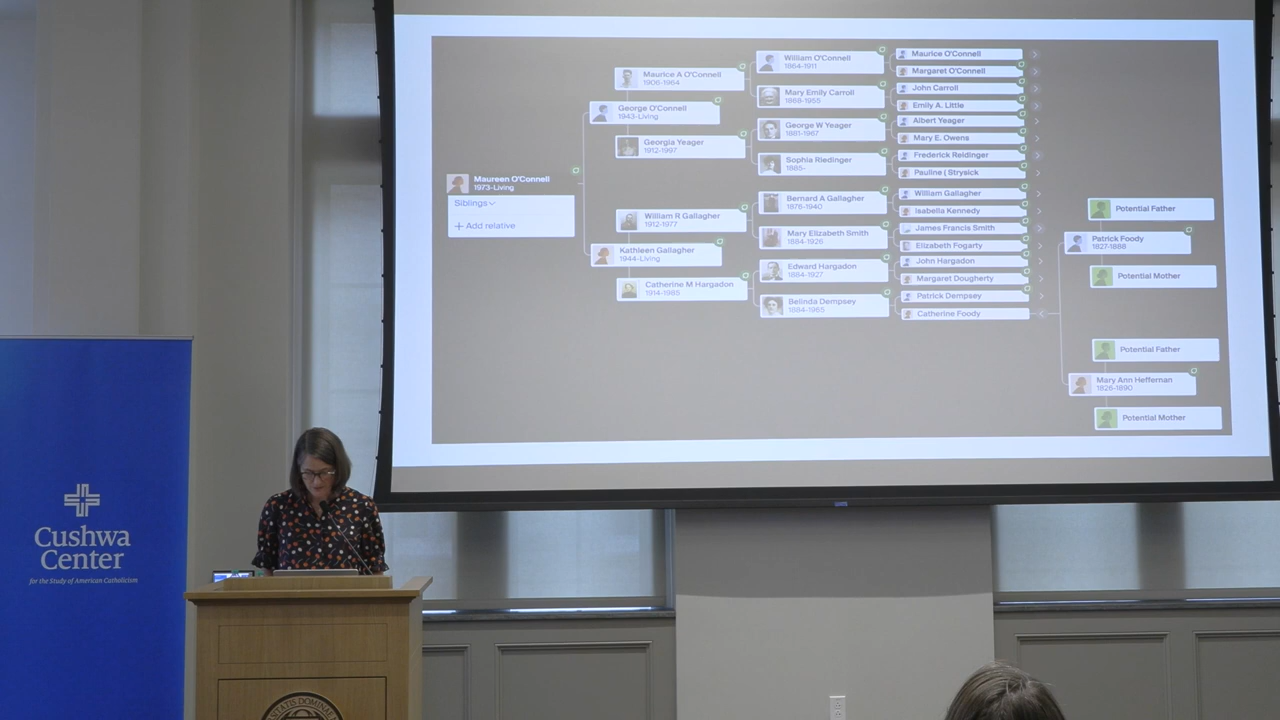 Maureen O'Connell
1973-Living
Siblings
+ Add relative
George O'Connell
1943-Living
Kathleen Gallagher
1944-Living
Maurice A O'Connell
1906-1964
Georgia Yeager
1912-1997
William R Gallagher
1912-1977
Catherine M Hargadon
1914-1985
William O'Connell
1864-1911
Mary Emily Carroll
1868-1955
George W Yeager
1881-1967
Sophia Riedinger
1885-
Bernard A Gallagher
1876-1940
Mary Elizabeth Smith
1884-1926
Edward Hargadon
1884-1927
Belinda Dempsey
1884-1965
Maurice O'Connell
Margaret O'Connell
John Carroll
Emily A. Little
Albert Yeager
Mary E. Owens
Frederick Reidinger
Pauline ( Strysick
William Gallagher
Isabella Kennedy
James Francis Smith
Elizabeth Fogarty
John Hargadon
Margaret Dougherty
Patrick Dempsey
Catherine Foody
Potential Father
Patrick Foody
1827-1888
Potential Mother
Potential Father
Mary Ann Heffernan
1826-1890
Potential Mother
Cushwa
Center
for the Study of American Catholicism